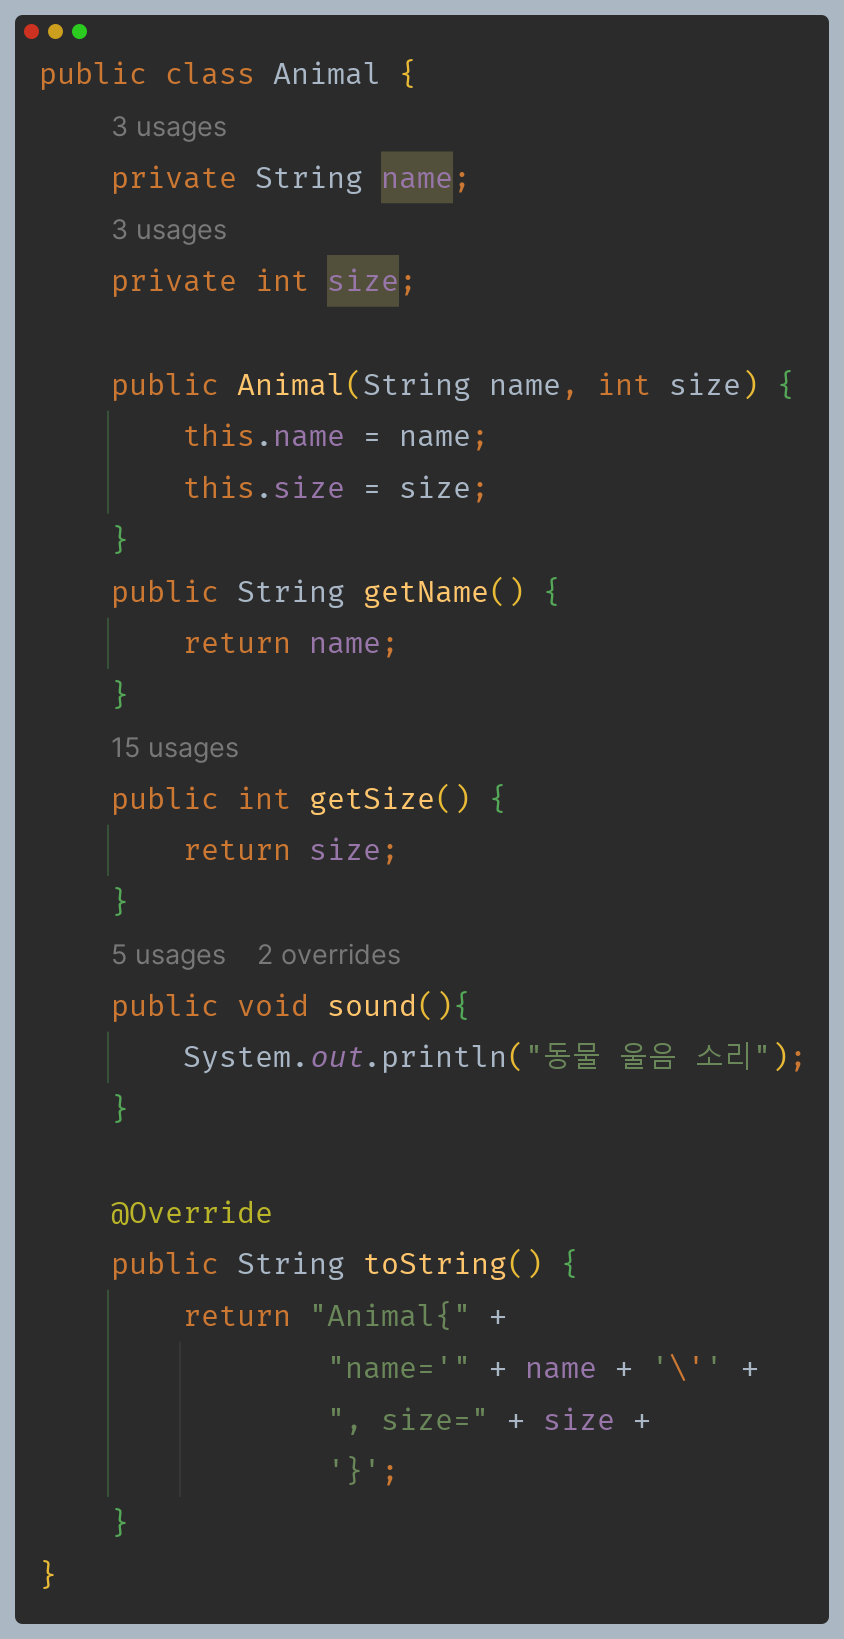 public class Animal {
3 usages
private String name;
3 usages
private int size;
public Animal(String name, int size) {
this.name = name;
this.size = size;
}
public String getName() {
return name;
}
15 usages
public int getSize() {
return size;
}
5 usages 2 overrides
public void sound(){
System.out.println("동물 울음 소리");
}
@Override
public String toString() {
return "Animal{" +
"name='" + name + '\'' +
", size=" + size +
'}';
}
}